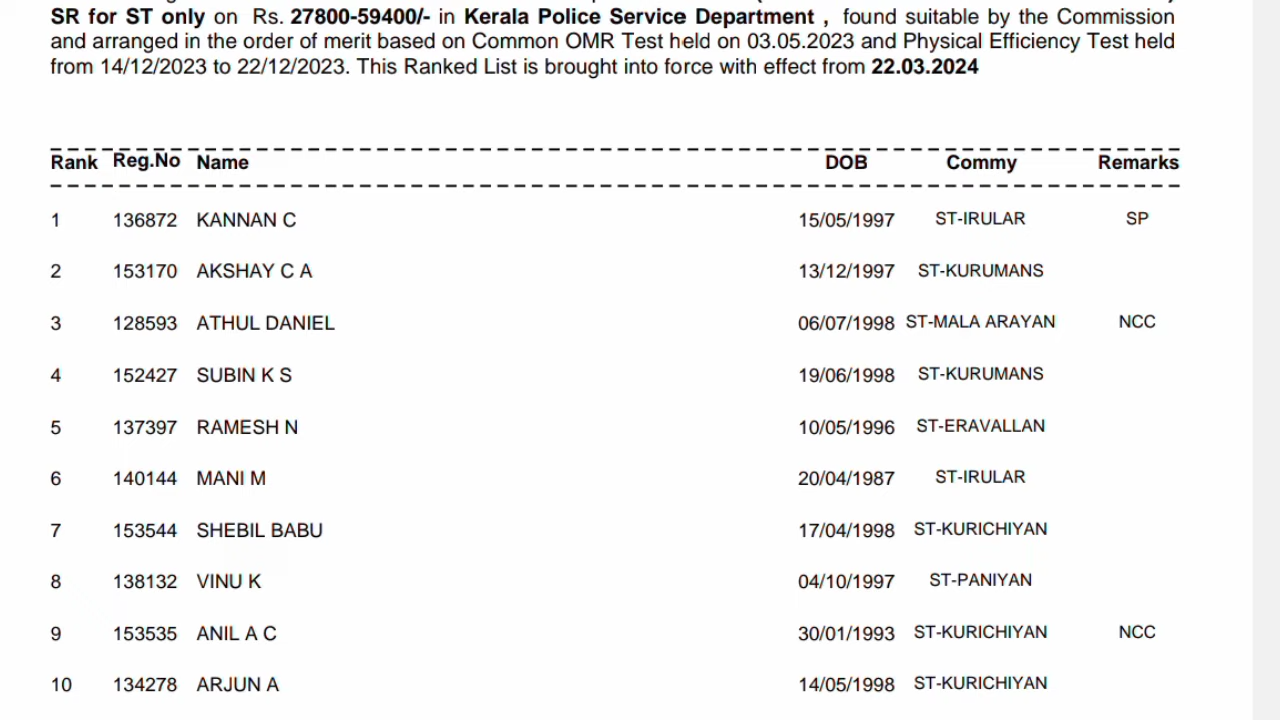 SR for ST only on Rs. 27800-59400/- in Kerala Police Service Department , found suitable by the Commission
and arranged in the order of merit based on Common OMR Test held on 03.05.2023 and Physical Efficiency Test held
from 14/12/2023 to 22/12/2023. This Ranked List is brought into force with effect from 22.03.2024
Rank Reg.No Name DOB Commy Remarks
1 136872 KANNAN C 15/05/1997 ST-IRULAR SP
2 153170 AKSHAY C A 13/12/1997 ST-KURUMANS
3 128593 ATHUL DANIEL 06/07/1998 ST-MALA ARAYAN NCC
4 152427 SUBIN K S 19/06/1998 ST-KURUMANS
5 137397 RAMESH N 10/05/1996 ST-ERAVALLAN
6 140144 MANI M 20/04/1987 ST-IRULAR
7 153544 SHEBIL BABU 17/04/1998 ST-KURICHIYAN
8 138132 VINU K 04/10/1997 ST-PANIYAN
9 153535 ANIL A C 30/01/1993 ST-KURICHIYAN NCC
10 134278 ARJUN A 14/05/1998 ST-KURICHIYAN